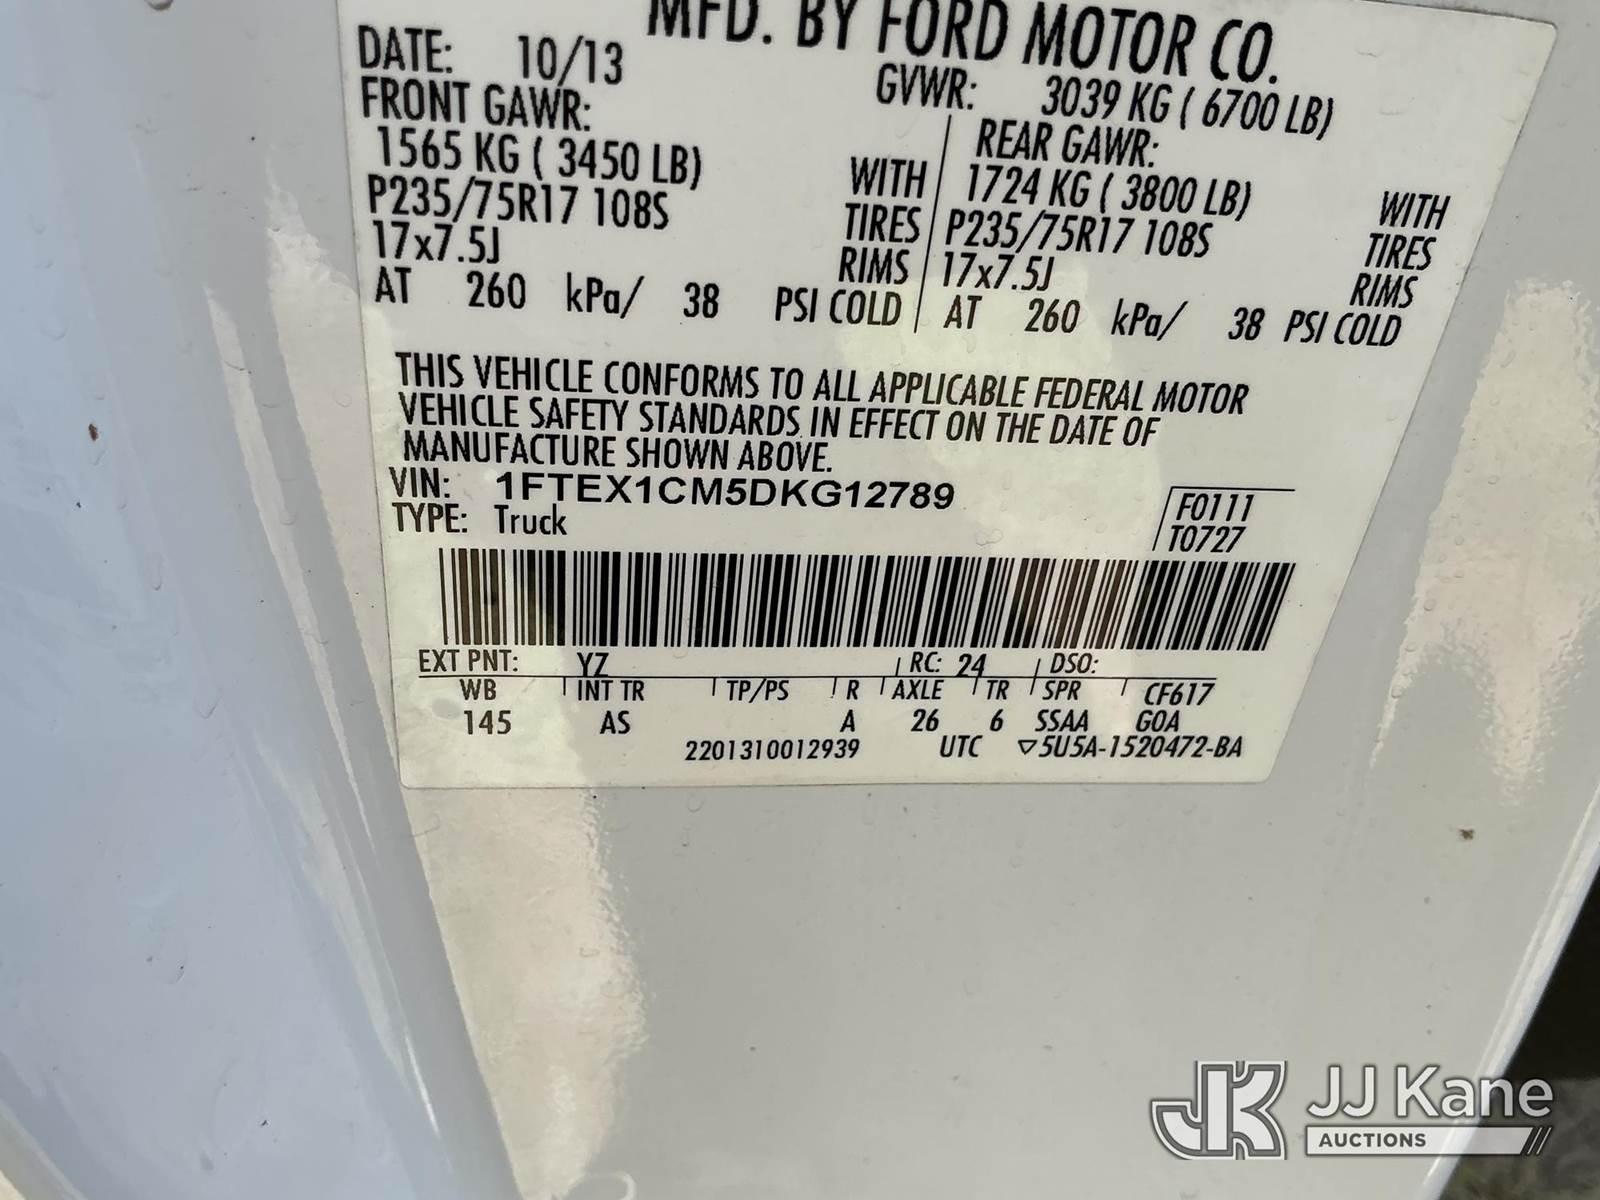 MFD. BY FORD MOTOR CO.
DATE: 10/13 GVWR: 3039 KG ( 6700 LB)
FRONT GAWR: REAR GAWR:
1565 KG ( 3450 LB) WITH 1724 KG ( 3800 LB) WITH
P235/75R17 108S TIRES P235/75R17 108S TIRES
17x7.5J RIMS 17x7.5J RIMS
AT 260 kPa/ 38 PSI COLD AT 260 kPa/ 38 PSI COLD
THIS VEHICLE CONFORMS TO ALL APPLICABLE FEDERAL MOTOR
VEHICLE SAFETY STANDARDS IN EFFECT ON THE DATE OF
MANUFACTURE SHOWN ABOVE.
VIN: 1FTEX1CM5DKG12789 F0111
TYPE: Truck T0727
EXT PNT: YZ RC: 24 DSO:
WB INT TR TP/PS R AXLE TR SPR CF617
145 AS A 26 6 SSAA GOA
2201310012939 UTC ▽5U5A-1520472-BA
JK JJ Kane
AUCTIONS